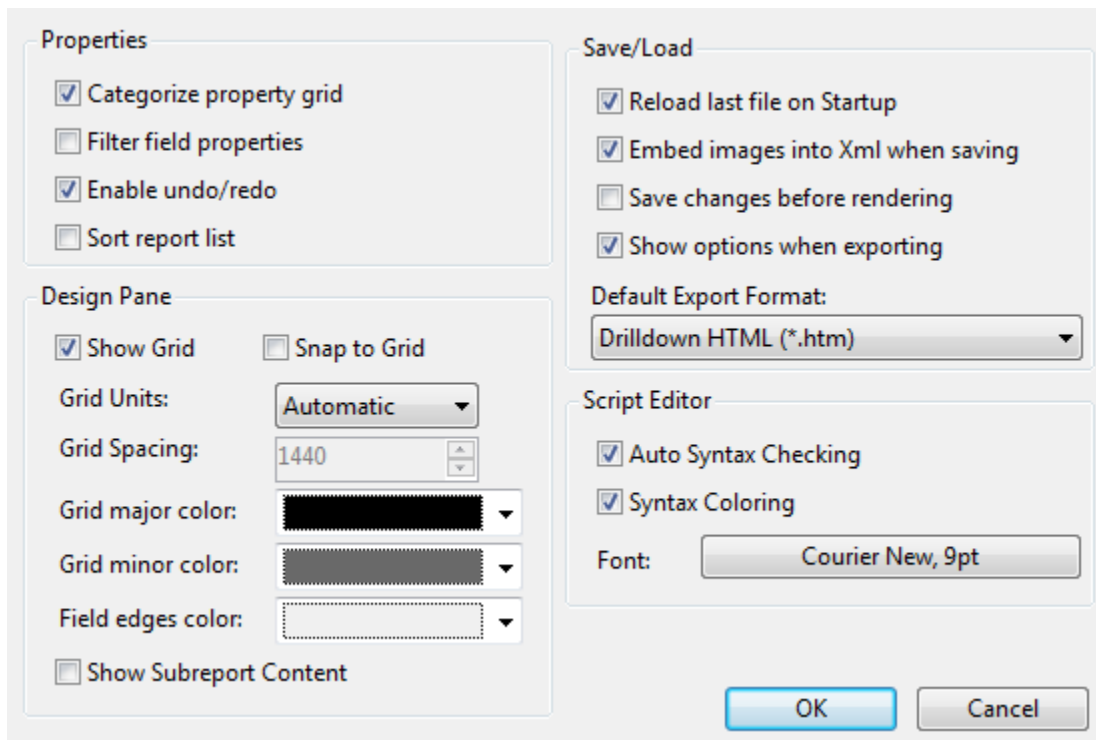 Properties
Categorize property grid
Filter field properties
Enable undo/redo
Sort report list
Design Pane
Show Grid
Snap to Grid
Grid Units:
Automatic
Grid Spacing:
1440
Grid major color:
Grid minor color:
Field edges color:
Show Subreport Content
Save/Load
Reload last file on Startup
Embed images into Xml when saving
Save changes before rendering
Show options when exporting
Default Export Format:
Drilldown HTML (*.htm)
Script Editor
Auto Syntax Checking
Syntax Coloring
Font:
Courier New, 9pt
OK
Cancel